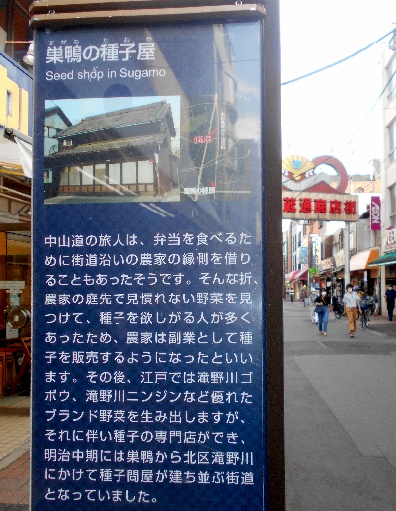 すがも たねや
巣鴨の種子屋
Seed shop in Sugamo
巣鴨の種屋
中山道の旅人は、弁当を食べるた
めに街道沿いの農家の縁側を借り
ることもあったそうです。そんな折、
農家の庭先で見慣れない野菜を見
つけて、種子を欲しがる人が多く
あったため、農家は副業として種
子を販売するようになったといい
ます。その後、江戸では滝野川ゴ
ボウ、滝野川ニンジンなど優れた
ブランド野菜を生み出しますが、
それに伴い種子の専門店ができ、
明治中期には巣鴨から北区滝野川
にかけて種子問屋が建ち並ぶ街道
となっていました。
蔵通商店街